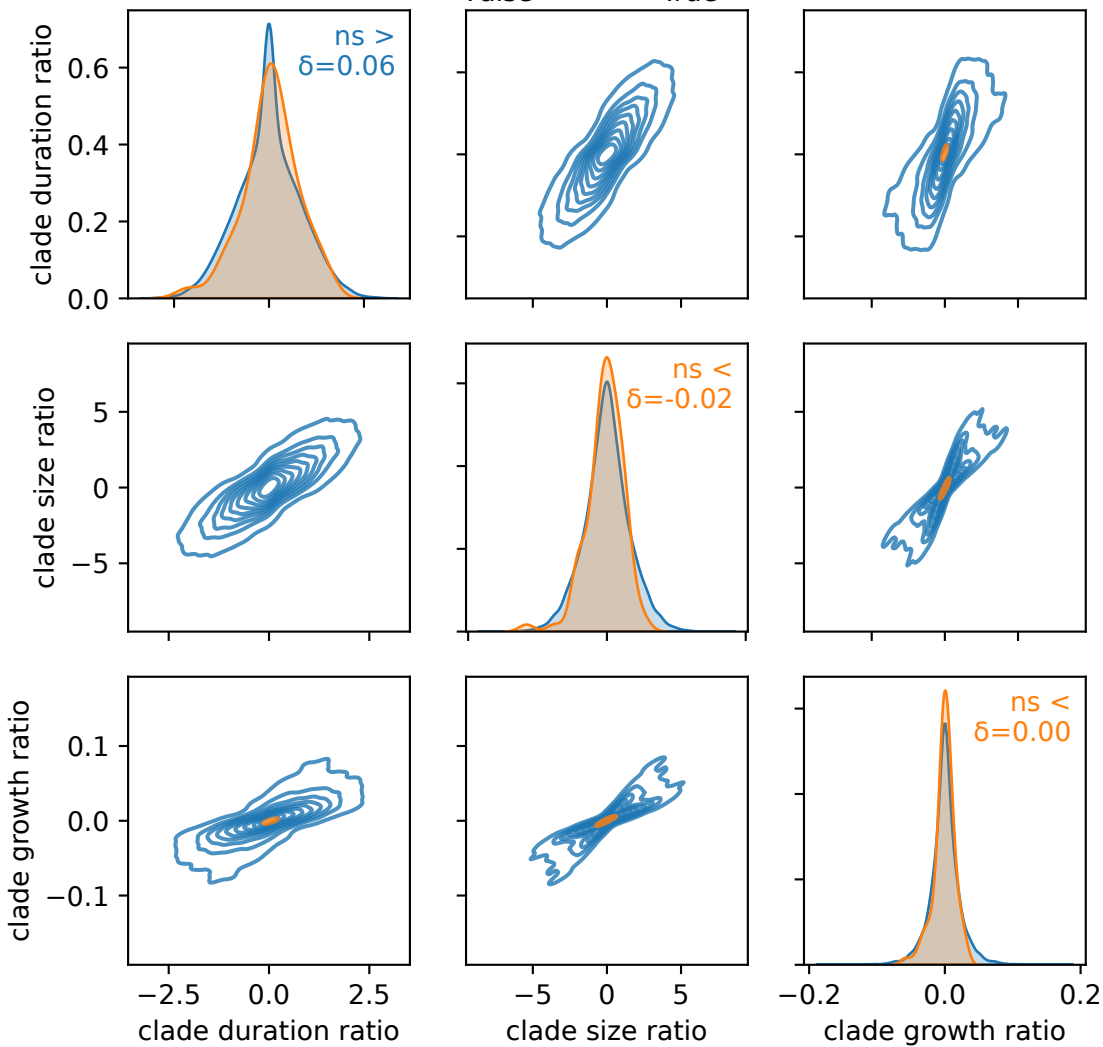 clade duration ratio
0.6
0.4
0.2
0.0
ns >
δ=0.06
clade size ratio
5
0
−5
ns <
δ=-0.02
clade growth ratio
0.1
0.0
−0.1
ns <
δ=0.00
−2.5 0.0 2.5
−5 0 5
−0.2 0.0 0.2
clade duration ratio
clade size ratio
clade growth ratio